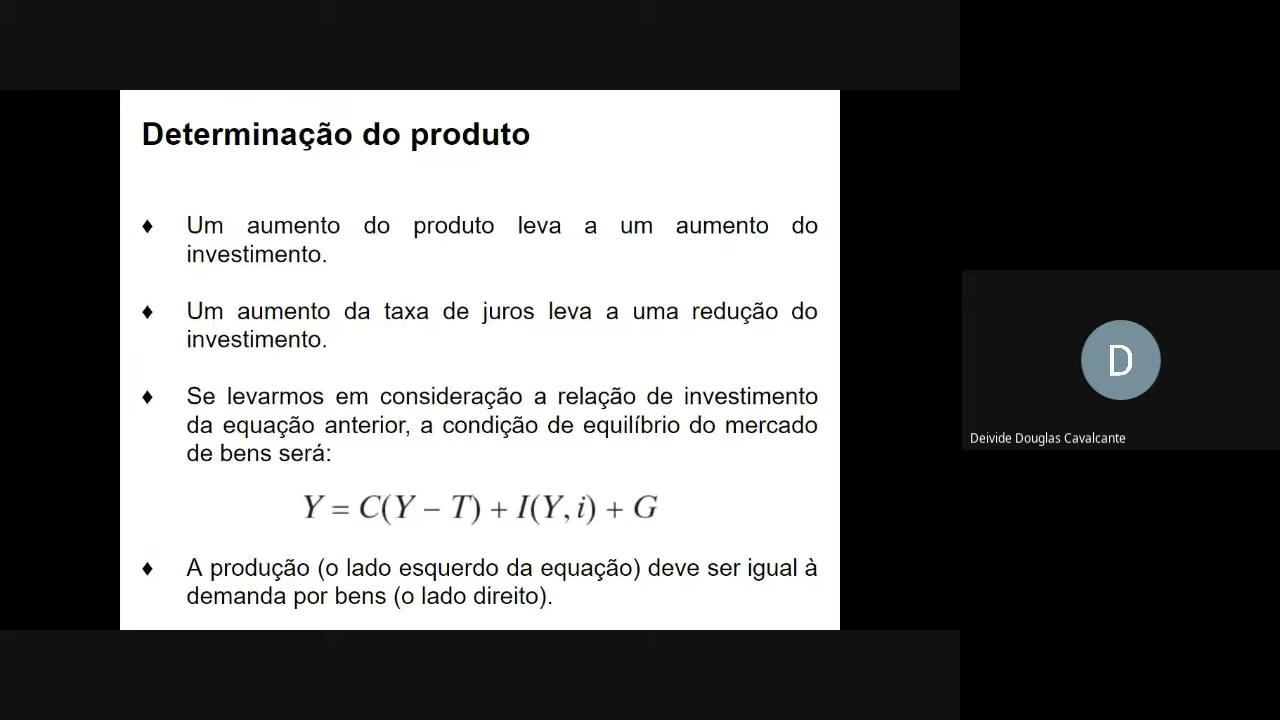 Determinação do produto
♦ Um aumento do produto leva a um aumento do
investimento.
♦ Um aumento da taxa de juros leva a uma redução do
investimento.
♦ Se levarmos em consideração a relação de investimento
da equação anterior, a condição de equilíbrio do mercado
de bens será:
Y = C(Y − T) + I(Y, i) + G
♦ A produção (o lado esquerdo da equação) deve ser igual à
demanda por bens (o lado direito).
D
Deivide Douglas Cavalcante